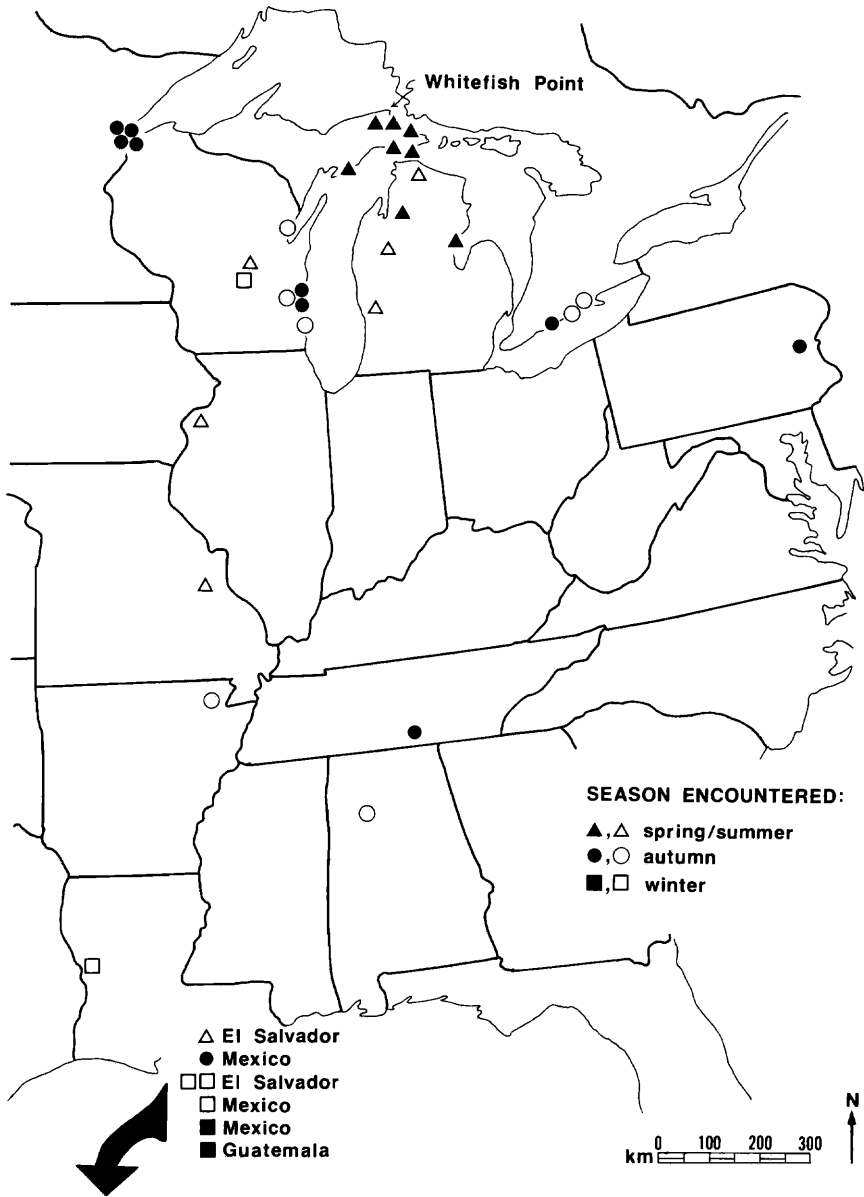 Whitefish Point
SEASON ENCOUNTERED:
▲,△ spring/summer
●,○ autumn
■,□ winter
△ El Salvador
● Mexico
□□ El Salvador
□ Mexico
■ Mexico
■ Guatemala
N
0 100 200 300
km